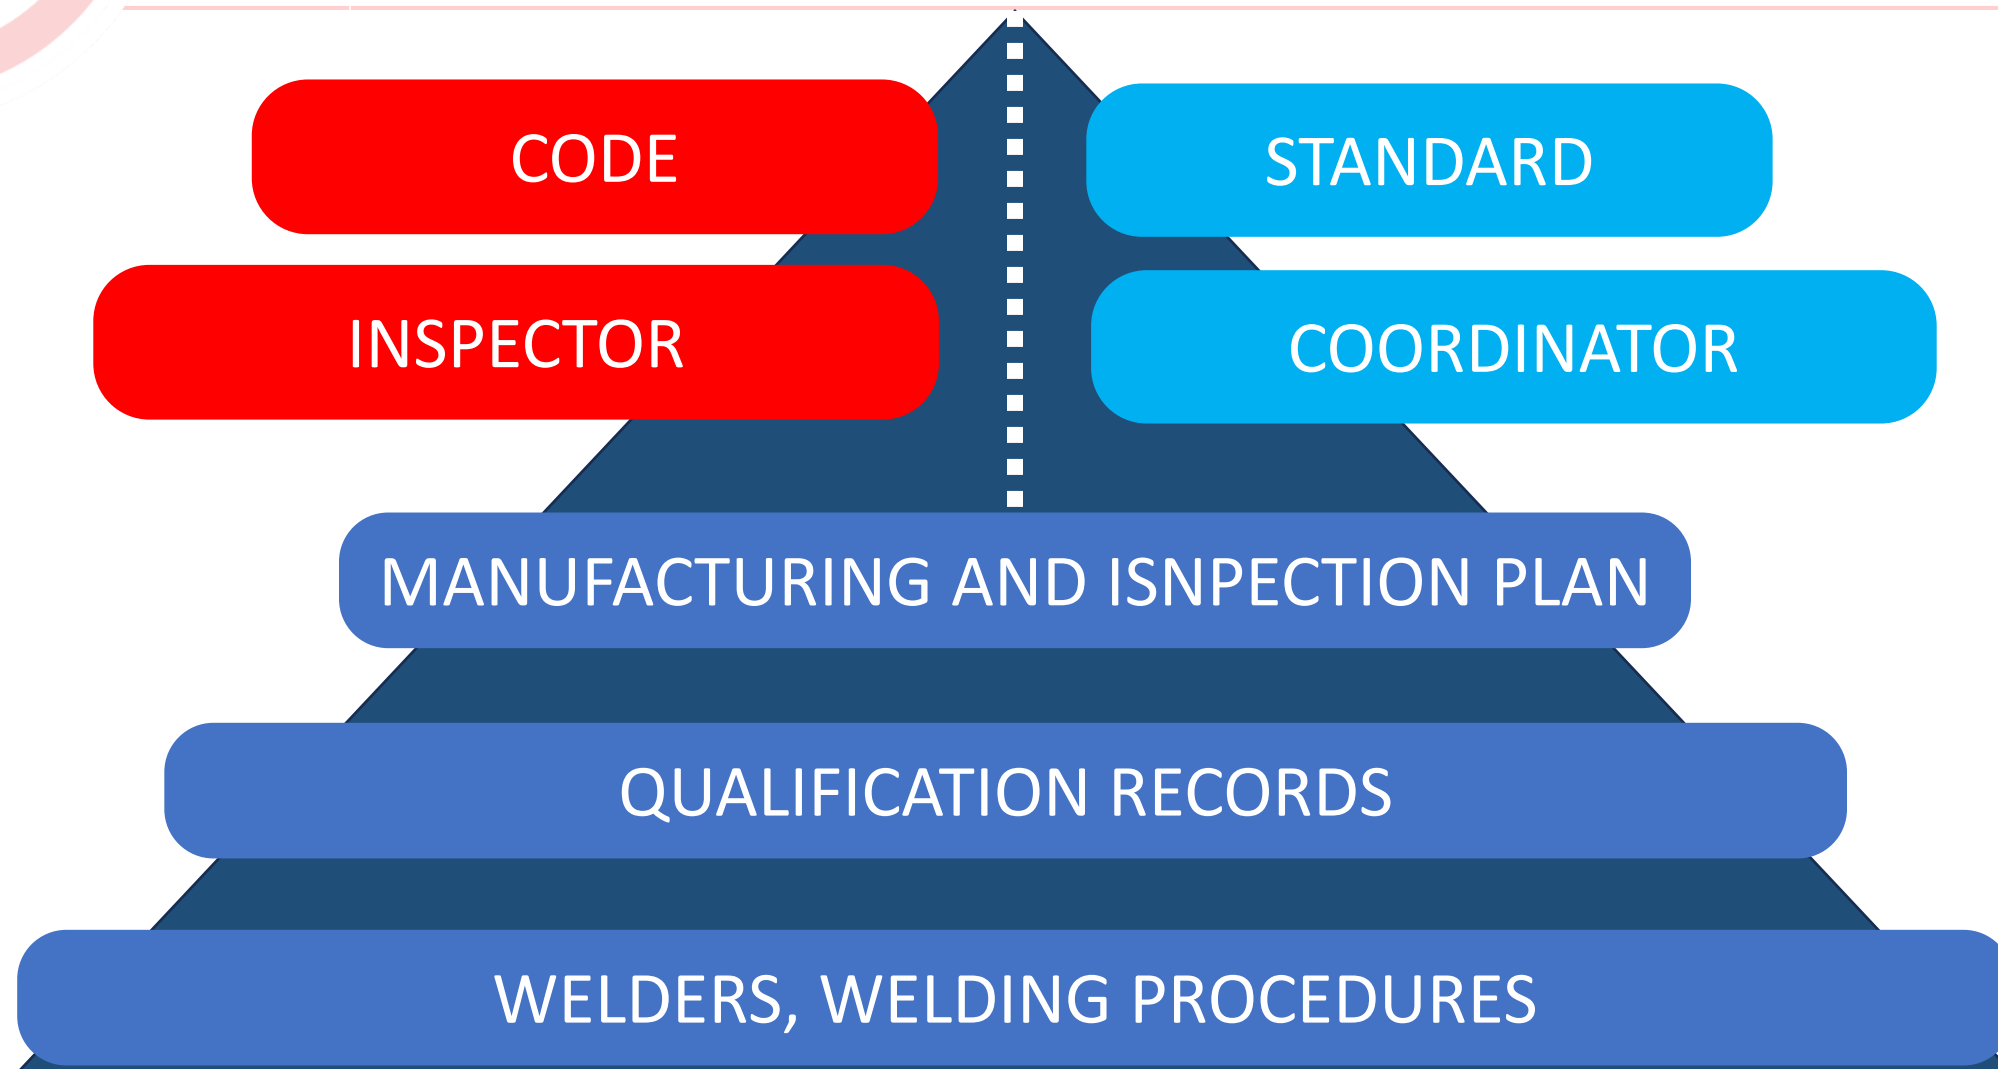 CODE
STANDARD
INSPECTOR
COORDINATOR
MANUFACTURING AND ISNPECTION PLAN
QUALIFICATION RECORDS
WELDERS, WELDING PROCEDURES